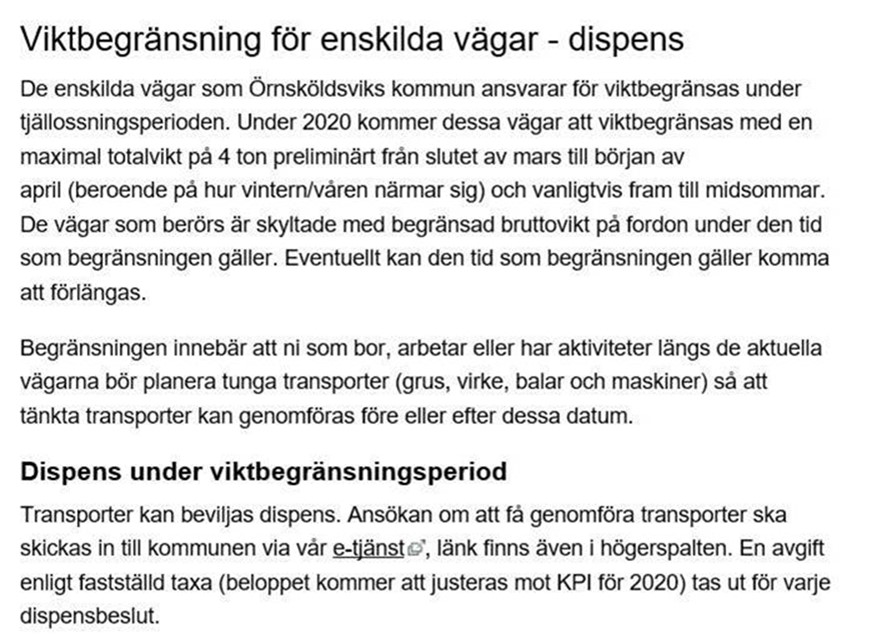 Viktbegränsning för enskilda vägar - dispens
De enskilda vägar som Örnsköldsviks kommun ansvarar för viktbegränsas under
tjällossningsperioden. Under 2020 kommer dessa vägar att viktbegränsas med en
maximal totalvikt på 4 ton preliminärt från slutet av mars till början av
april (beroende på hur vintern/våren närmar sig) och vanligtvis fram till midsommar.
De vägar som berörs är skyltade med begränsad bruttovikt på fordon under den tid
som begränsningen gäller. Eventuellt kan den tid som begränsningen gäller komma
att förlängas.
Begränsningen innebär att ni som bor, arbetar eller har aktiviteter längs de aktuella
vägarna bör planera tunga transporter (grus, virke, balar och maskiner) så att
tänkta transporter kan genomföras före eller efter dessa datum.
Dispens under viktbegränsningsperiod
Transporter kan beviljas dispens. Ansökan om att få genomföra transporter ska
skickas in till kommunen via vår e-tjänst, länk finns även i högerspalten. En avgift
enligt fastställd taxa (beloppet kommer att justeras mot KPI för 2020) tas ut för varje
dispensbeslut.